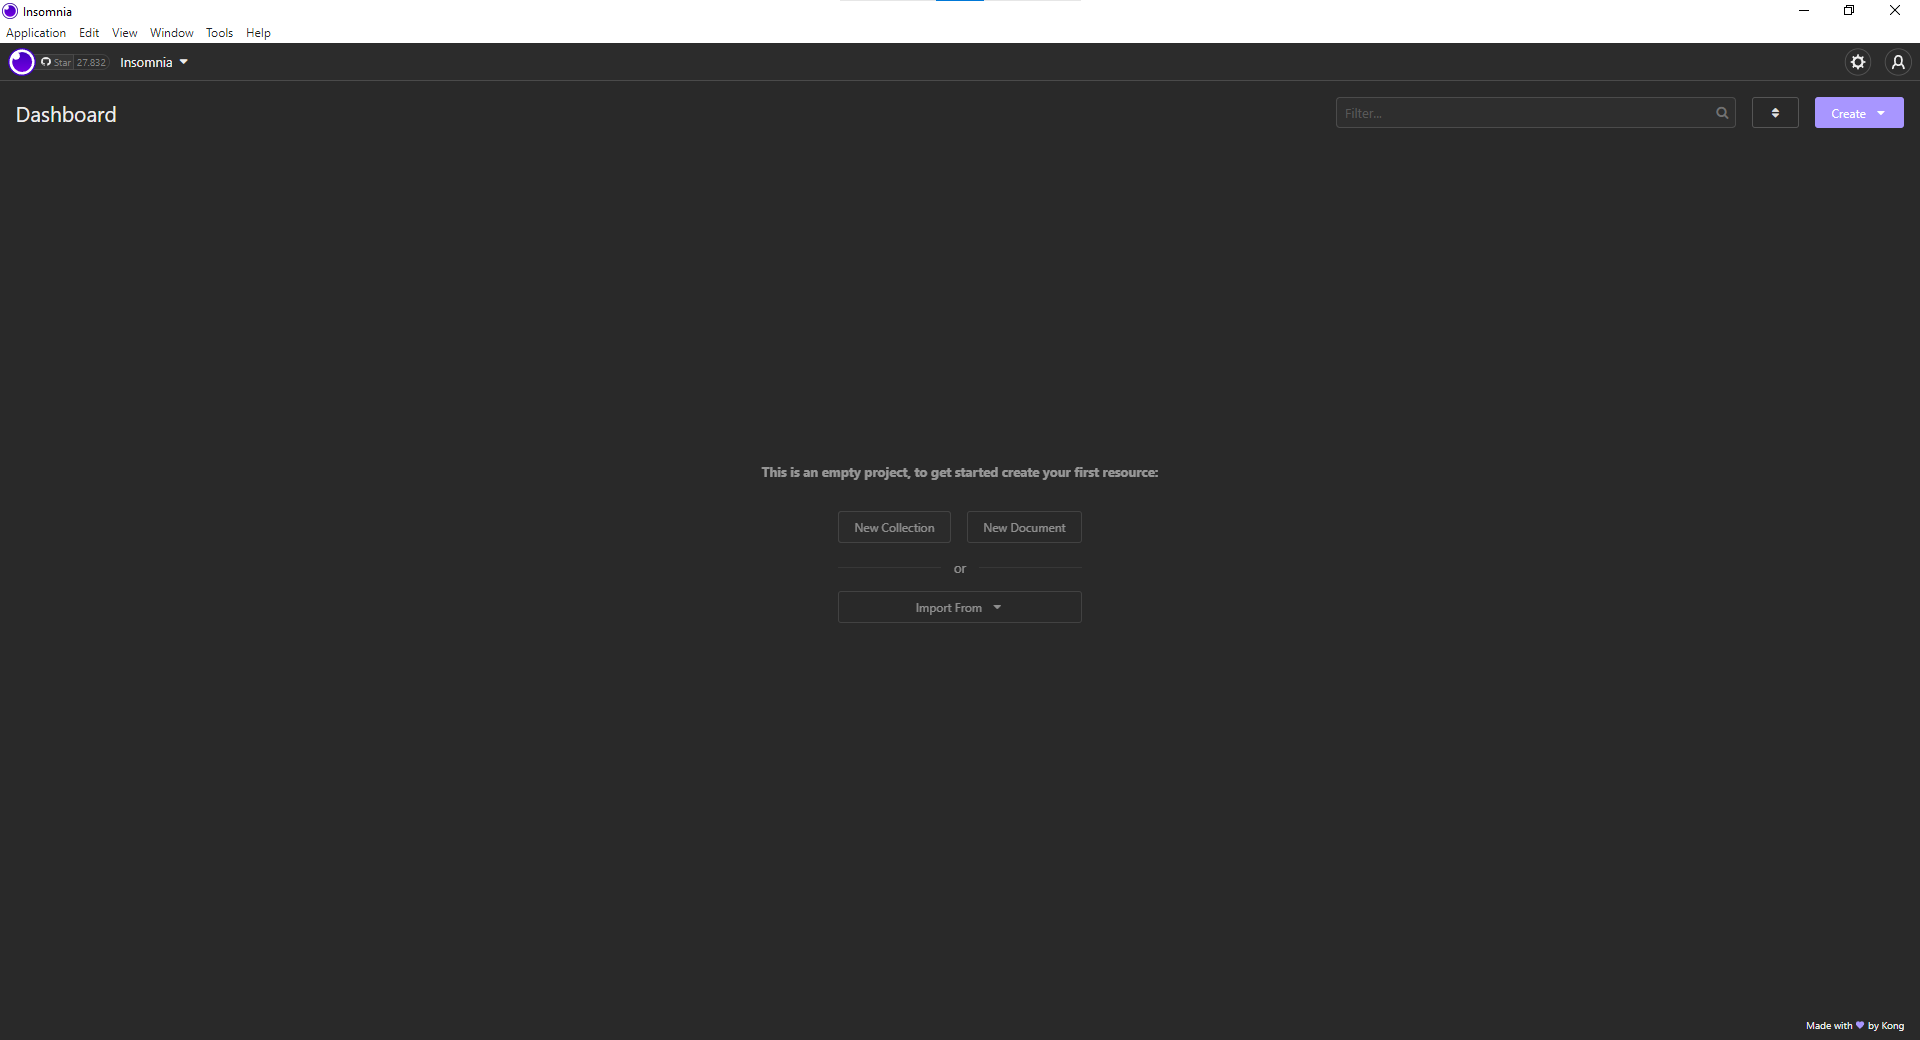 Insomnia
Application Edit View Window Tools Help
Star 27.832 Insomnia
Dashboard
Filter...
Create
This is an empty project, to get started create your first resource:
New Collection New Document
or
Import From
Made with 💜 by Kong